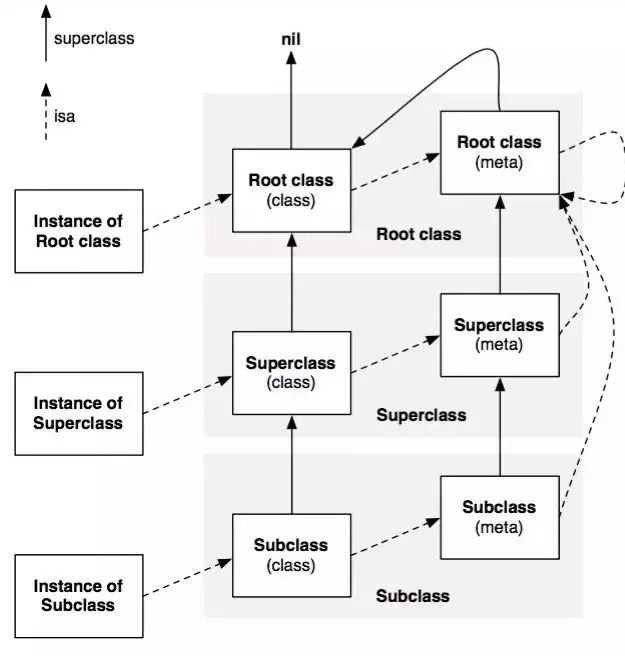 superclass
isa
nil
Root class
(class)
Root class
(meta)
Root class
Instance of
Root class
Superclass
(class)
Superclass
(meta)
Superclass
Instance of
Superclass
Subclass
(class)
Subclass
(meta)
Subclass
Instance of
Subclass